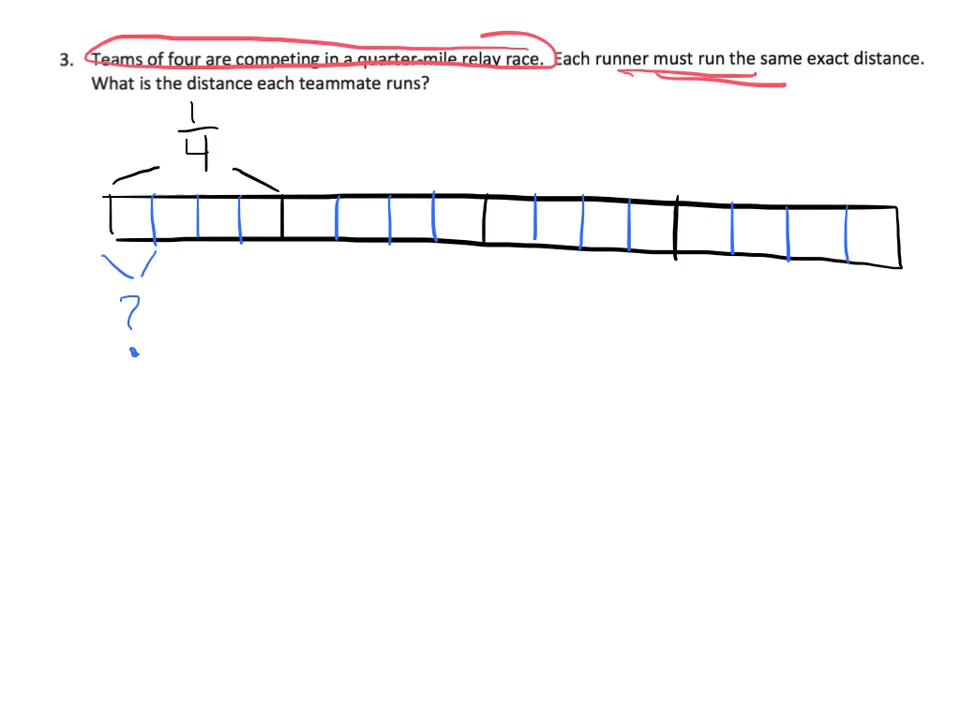 3. Teams of four are competing in a quarter-mile relay race. Each runner must run the same exact distance.
What is the distance each teammate runs?
1
4
?